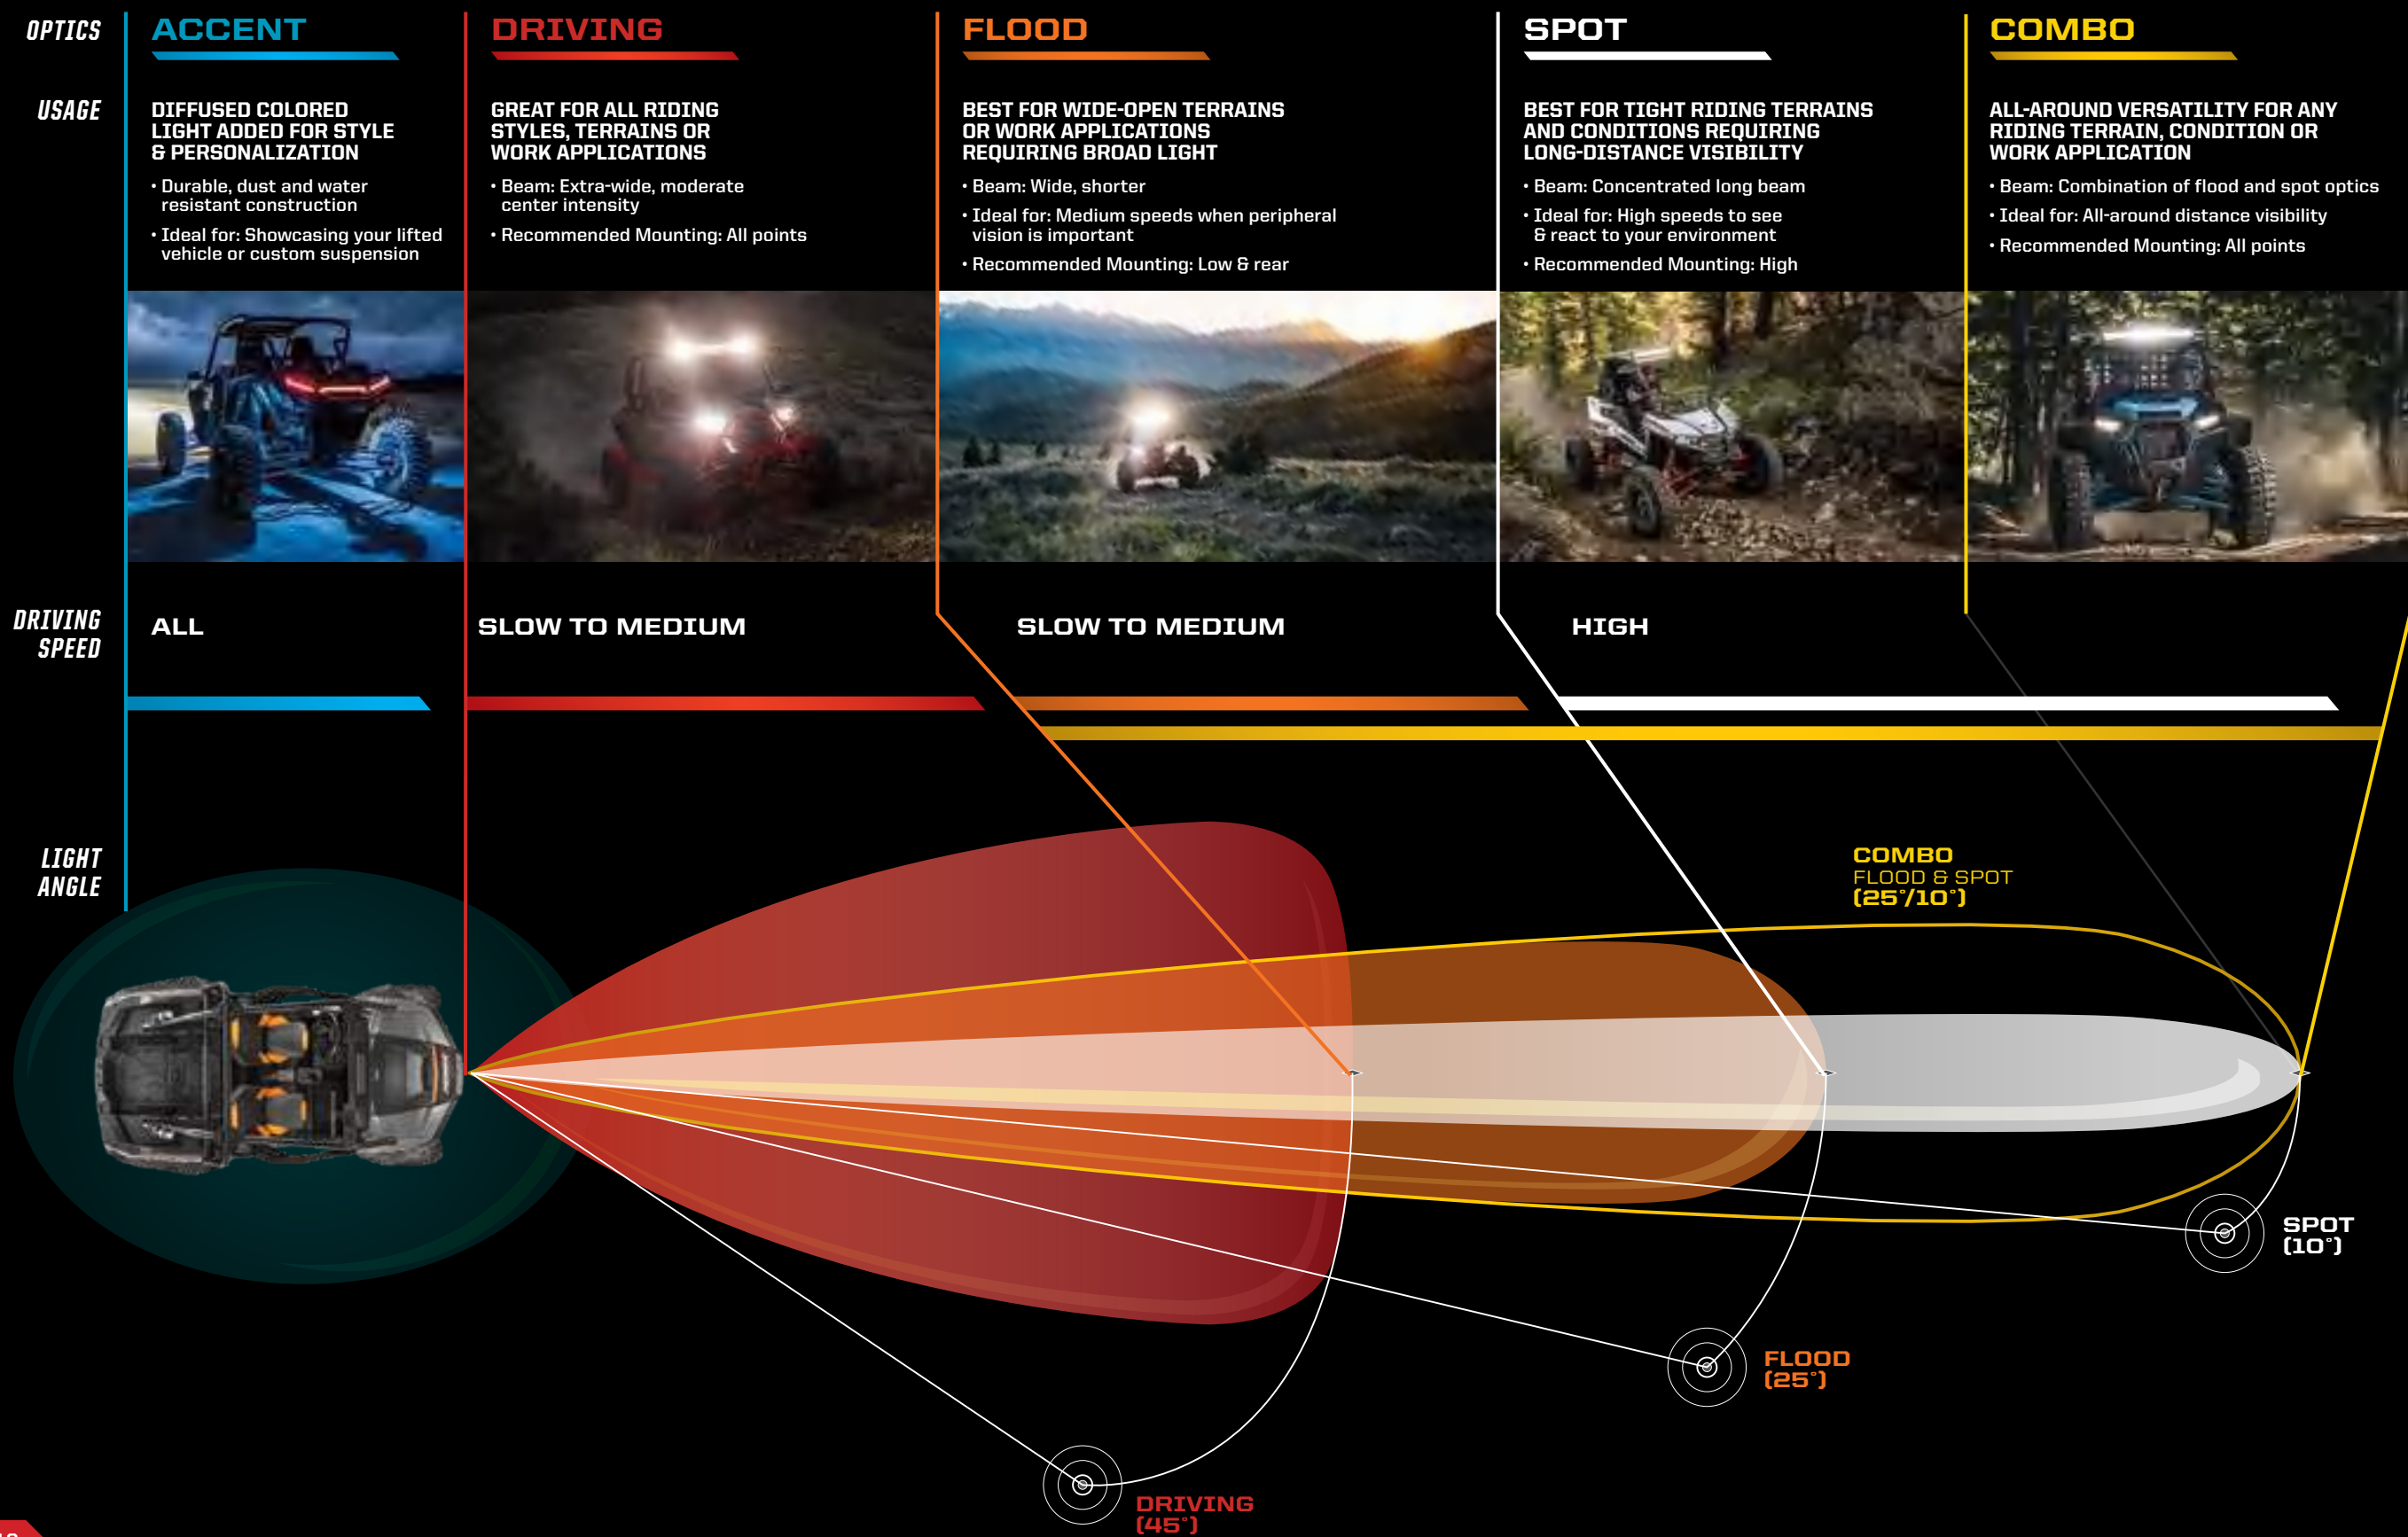 OPTICS
ACCENT
DRIVING
FLOOD
SPOT
COMBO
USAGE
DIFFUSED COLORED
LIGHT ADDED FOR STYLE
& PERSONALIZATION
• Durable, dust and water
resistant construction
• Ideal for: Showcasing your lifted
vehicle or custom suspension
GREAT FOR ALL RIDING
STYLES, TERRAINS OR
WORK APPLICATIONS
• Beam: Extra-wide, moderate
center intensity
• Recommended Mounting: All points
BEST FOR WIDE-OPEN TERRAINS
OR WORK APPLICATIONS
REQUIRING BROAD LIGHT
• Beam: Wide, shorter
• Ideal for: Medium speeds when peripheral
vision is important
• Recommended Mounting: Low & rear
BEST FOR TIGHT RIDING TERRAINS
AND CONDITIONS REQUIRING
LONG-DISTANCE VISIBILITY
• Beam: Concentrated long beam
• Ideal for: High speeds to see
& react to your environment
• Recommended Mounting: High
ALL-AROUND VERSATILITY FOR ANY
RIDING TERRAIN, CONDITION OR
WORK APPLICATION
• Beam: Combination of flood and spot optics
• Ideal for: All-around distance visibility
• Recommended Mounting: All points
DRIVING
SPEED
ALL
SLOW TO MEDIUM
SLOW TO MEDIUM
HIGH
LIGHT
ANGLE
COMBO
FLOOD & SPOT
(25°/10°)
SPOT
(10°)
FLOOD
(25°)
DRIVING
(45°)